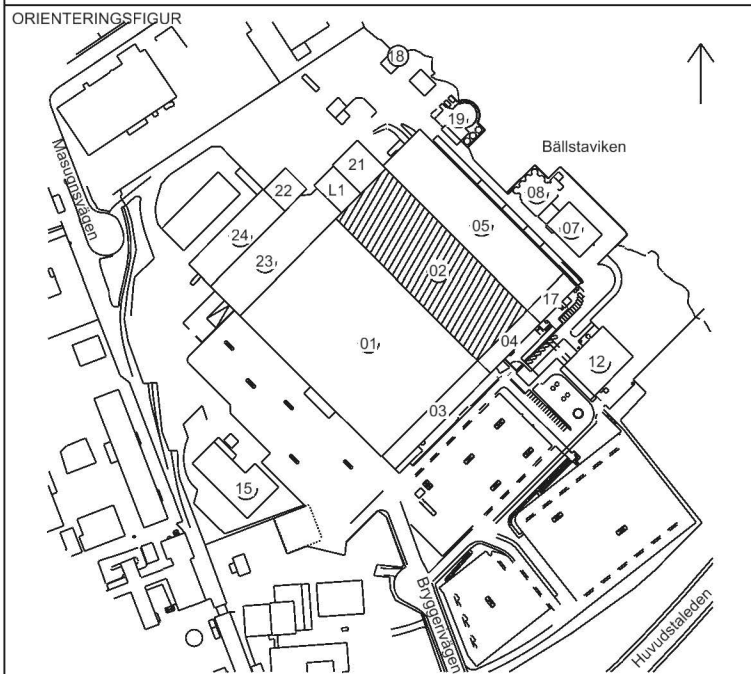 ORIENTERINGSFIGUR
18
19
Bällstaviken
Masugnsvägen
21
22
L1
08
05
07
24
23
02
17
01
04
12
03
15
Bryggerivägen
Huvudstaleden